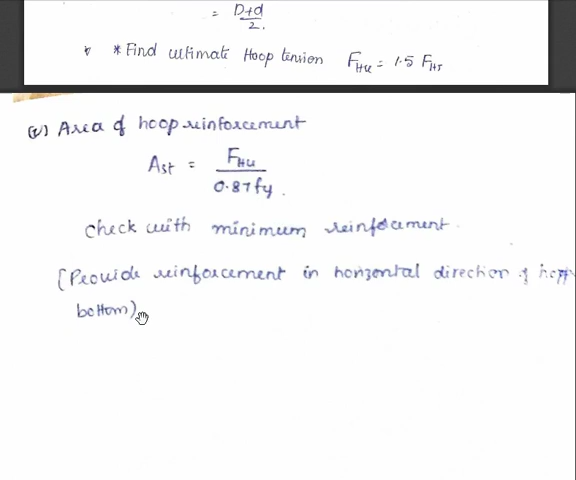 = D+d/2.
* Find ultimate Hoop tension F_HU = 1.5 F_HT
(v) Area of hoop reinforcement
Ast = F_HU/0.87fy.
Check with minimum reinforcement.
[Provide reinforcement in horizontal direction of
bottom)